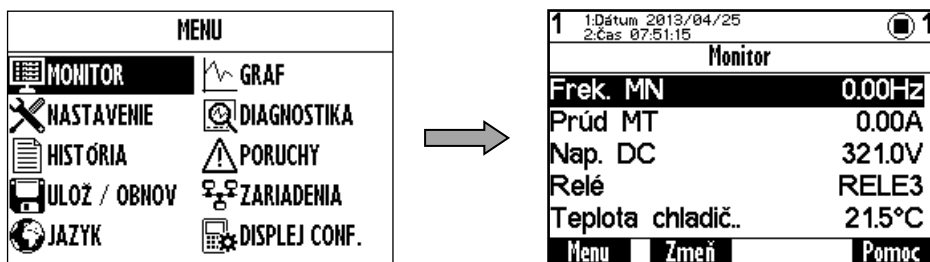 MENU
MONITOR GRAF
NASTAVENIE DIAGNOSTIKA
HISTÓRIA PORUCHY
ULOŽ / OBNOV ZARIADENIA
JAZYK DISPLEJ CONF.
1 1:Dátum 2013/04/25 1
2:Čas 07:51:15
Monitor
Frek. MN 0.00Hz
Prúd MT 0.00A
Nap. DC 321.0V
Relé RELE3
Teplota chladič.. 21.5°C
Menu Zmeň Pomoc